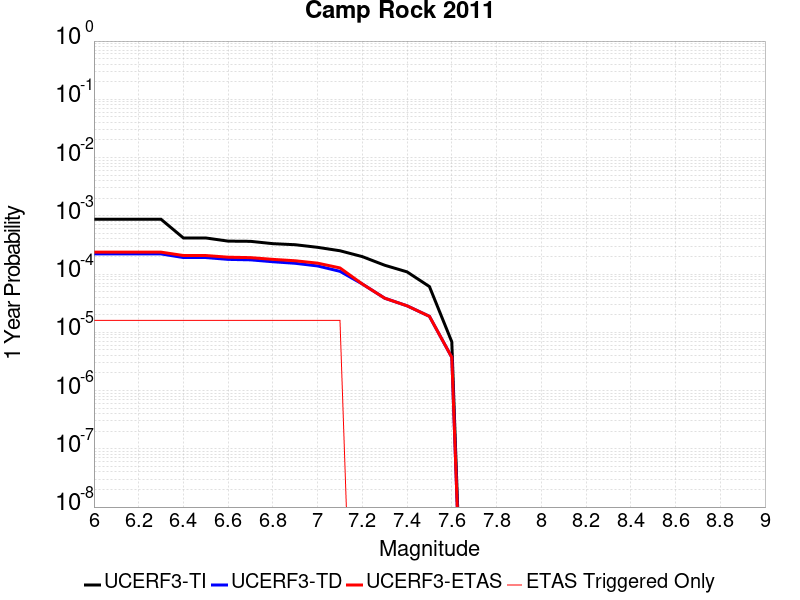 Camp Rock 2011
10^0
10^-1
10^-2
10^-3
10^-4
10^-5
10^-6
10^-7
10^-8
1 Year Probability
6 6.2 6.4 6.6 6.8 7 7.2 7.4 7.6 7.8 8 8.2 8.4 8.6 8.8 9
Magnitude
UCERF3-TI UCERF3-TD UCERF3-ETAS ETAS Triggered Only